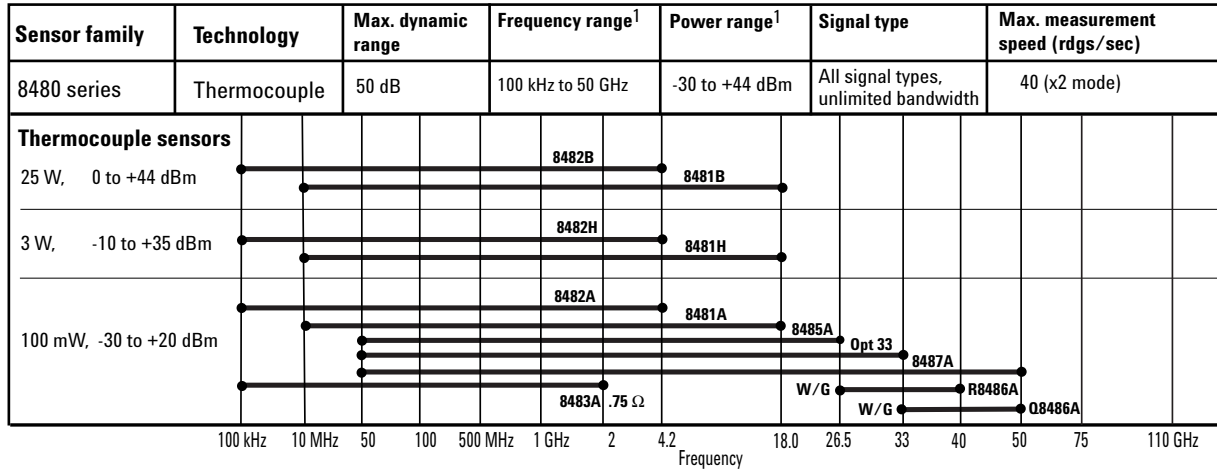 Sensor family
Technology
Max. dynamic
range
Frequency range1
Power range1
Signal type
Max. measurement
speed (rdgs/sec)
8480 series
Thermocouple
50 dB
100 kHz to 50 GHz
-30 to +44 dBm
All signal types,
unlimited bandwidth
40 (x2 mode)
Thermocouple sensors
8482B
25 W, 0 to +44 dBm
8481B
8482H
3 W, -10 to +35 dBm
8481H
8482A
8481A
100 mW, -30 to +20 dBm
8485A
Opt 33
8487A
W/G R8486A
8483A .75 Ω
W/G Q8486A
100 kHz 10 MHz 50 100 500 MHz 1 GHz 2 4.2 18.0 26.5 33 40 50 75 110 GHz
Frequency